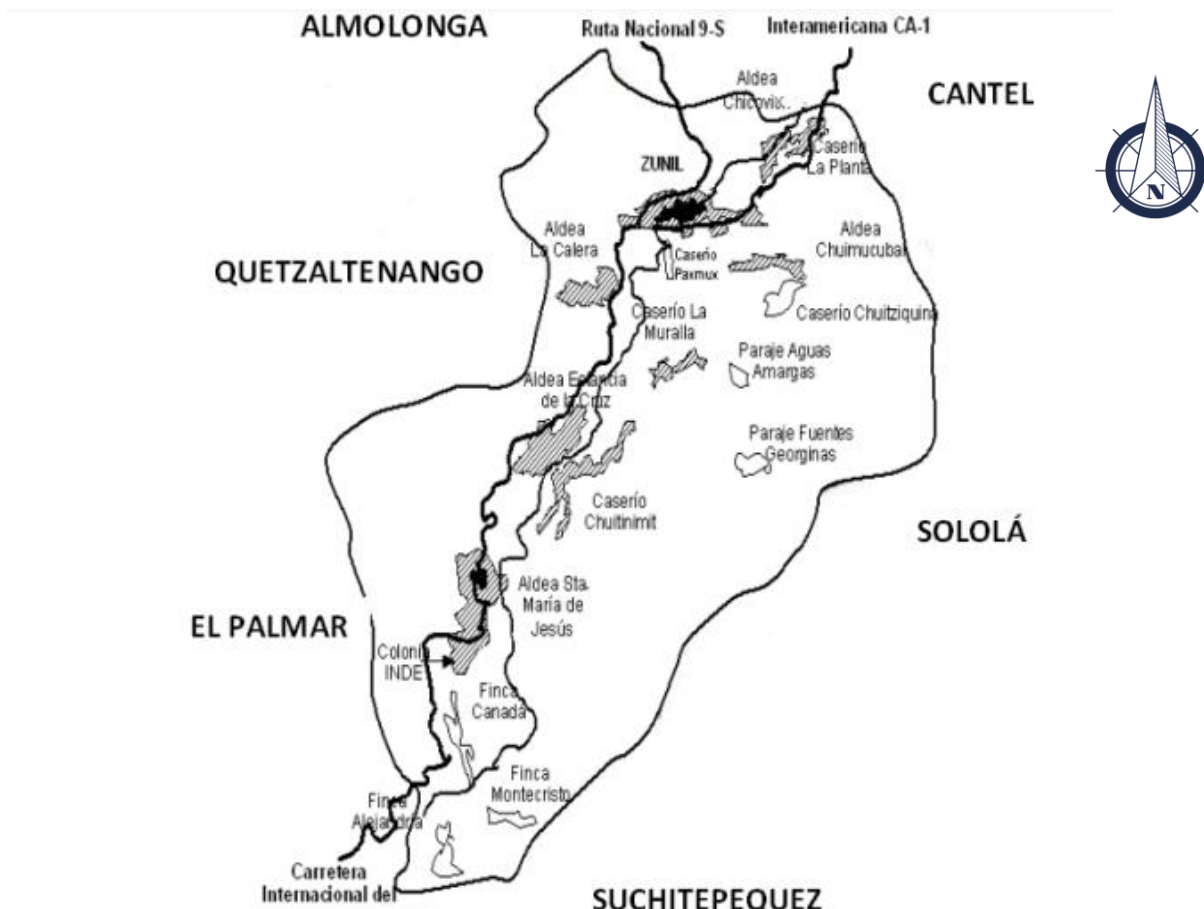 ALMOLONGA
Ruta Nacional 9-S
Interamericana CA-1
Aldea
Chicovix..
CANTEL
Caserío
La Planta
ZUNIL
N
Aldea
La Calera
Caserío
Paxmux
Aldea
Chuimucubal
QUETZALTENANGO
Caserío Chuitziquina
Caserío La
Muralla
Paraje Aguas
Amargas
Aldea Estancia
de la Cruz
Paraje Fuentes
Georginas
Caserío
Chuitinimit
SOLOLÁ
Aldea Sta.
María de
Jesús
EL PALMAR
Colonia
INDE
Finca
Canadá
Finca
Montecristo
Finca
Alejandra
Carretera
Internacional del
SUCHITEPEQUEZ